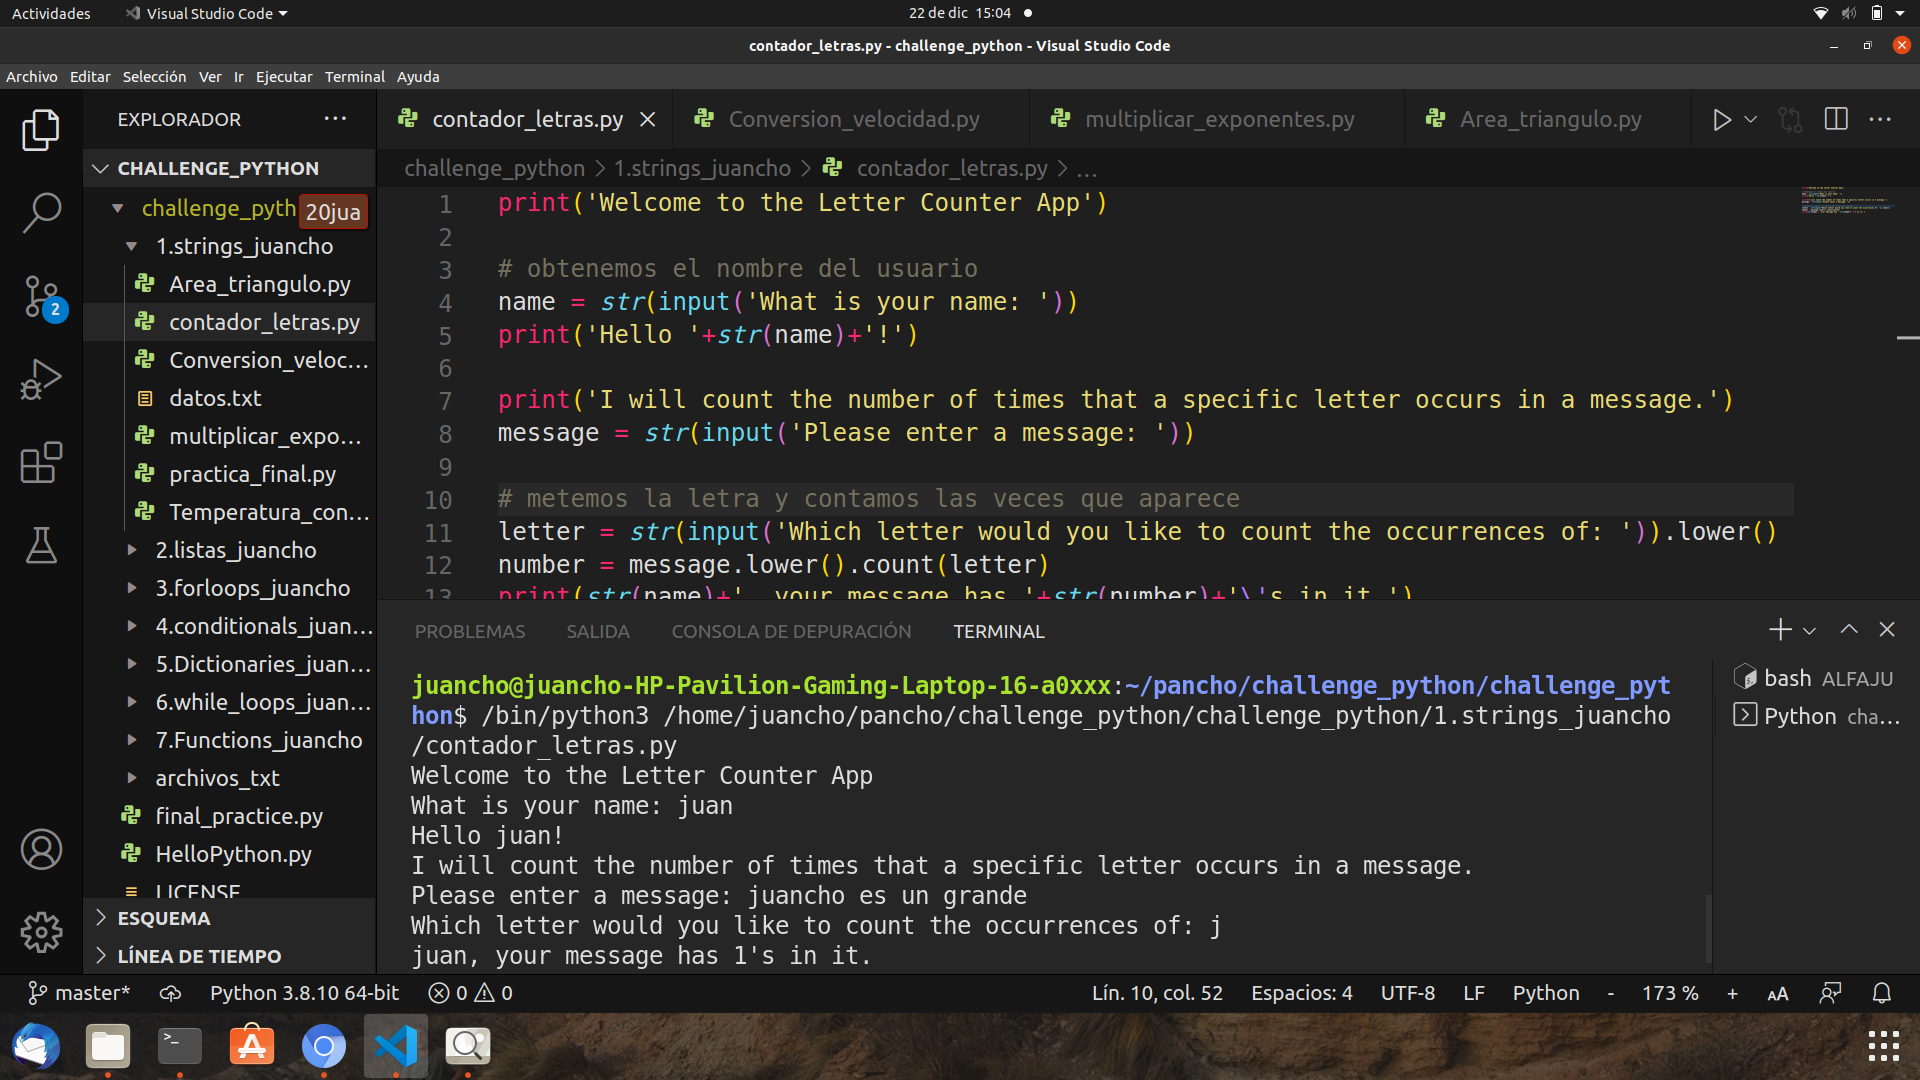 Actividades Visual Studio Code 22 de dic 15:04
contador_letras.py - challenge_python - Visual Studio Code
Archivo Editar Selección Ver Ir Ejecutar Terminal Ayuda
EXPLORADOR
CHALLENGE_PYTHON
challenge_pyth 20jua
1.strings_juancho
Area_triangulo.py
contador_letras.py
Conversion_veloc...
datos.txt
multiplicar_expo...
practica_final.py
Temperatura_con...
2.listas_juancho
3.forloops_juancho
4.conditionals_juan...
5.Dictionaries_juan...
6.while_loops_juan...
7.Functions_juancho
archivos_txt
final_practice.py
HelloPython.py
LICENSE
ESQUEMA
LÍNEA DE TIEMPO
contador_letras.py Conversion_velocidad.py multiplicar_exponentes.py Area_triangulo.py
challenge_python > 1.strings_juancho > contador_letras.py > ...
1 print('Welcome to the Letter Counter App')
2
3 # obtenemos el nombre del usuario
4 name = str(input('What is your name: '))
5 print('Hello '+str(name)+'!')
6
7 print('I will count the number of times that a specific letter occurs in a message.')
8 message = str(input('Please enter a message: '))
9
10 # metemos la letra y contamos las veces que aparece
11 letter = str(input('Which letter would you like to count the occurrences of: ')).lower()
12 number = message.lower().count(letter)
13 print(str(name)+', your message has '+str(number)+'\'s in it.')
PROBLEMAS SALIDA CONSOLA DE DEPURACIÓN TERMINAL
juancho@juancho-HP-Pavilion-Gaming-Laptop-16-a0xxx:~/pancho/challenge_python/challenge_pyt
hon$ /bin/python3 /home/juancho/pancho/challenge_python/challenge_python/1.strings_juancho
/contador_letras.py
Welcome to the Letter Counter App
What is your name: juan
Hello juan!
I will count the number of times that a specific letter occurs in a message.
Please enter a message: juancho es un grande
Which letter would you like to count the occurrences of: j
juan, your message has 1's in it.
bash ALFAJU
Python cha...
2
master* Python 3.8.10 64-bit 0 0 Lín. 10, col. 52 Espacios: 4 UTF-8 LF Python - 173 % +